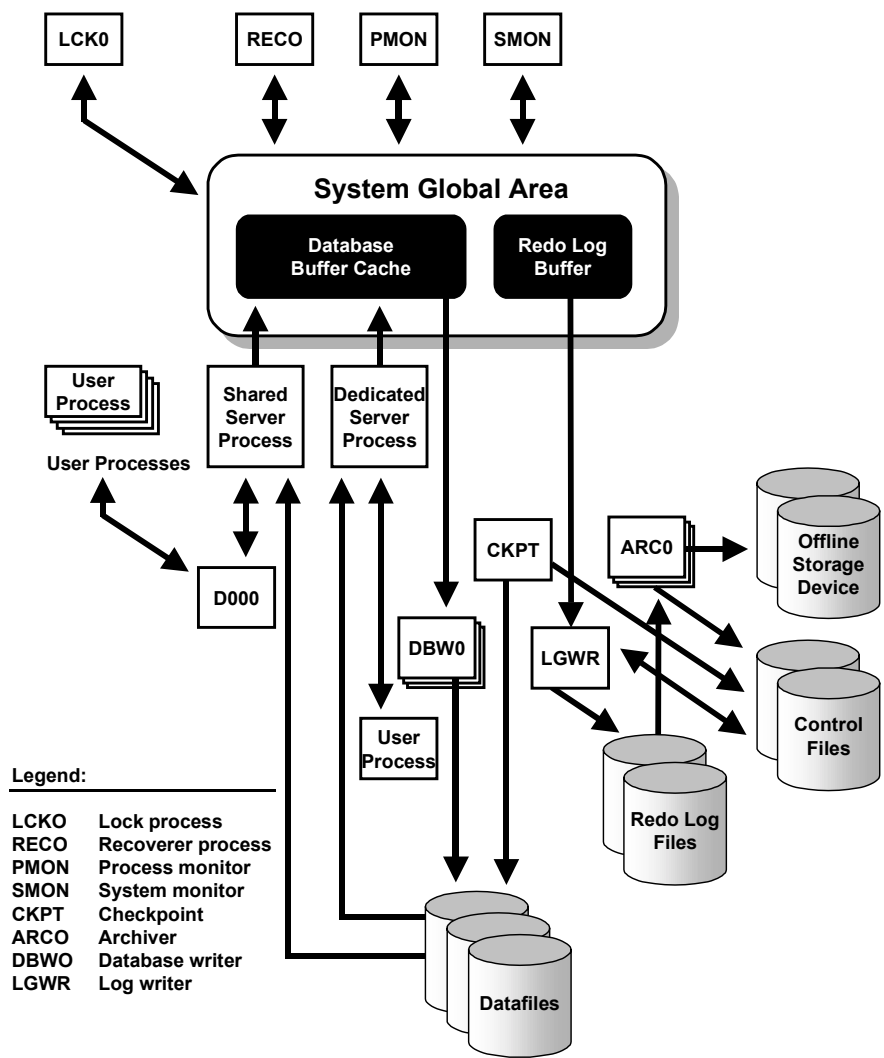 LCK0
RECO
PMON
SMON
System Global Area
Database
Buffer Cache
Redo Log
Buffer
User
Process
User Processes
Shared
Server
Process
Dedicated
Server
Process
D000
DBW0
User
Process
CKPT
LGWR
ARC0
Offline
Storage
Device
Control
Files
Redo Log
Files
Datafiles
Legend:
LCKO Lock process
RECO Recoverer process
PMON Process monitor
SMON System monitor
CKPT Checkpoint
ARCO Archiver
DBWO Database writer
LGWR Log writer